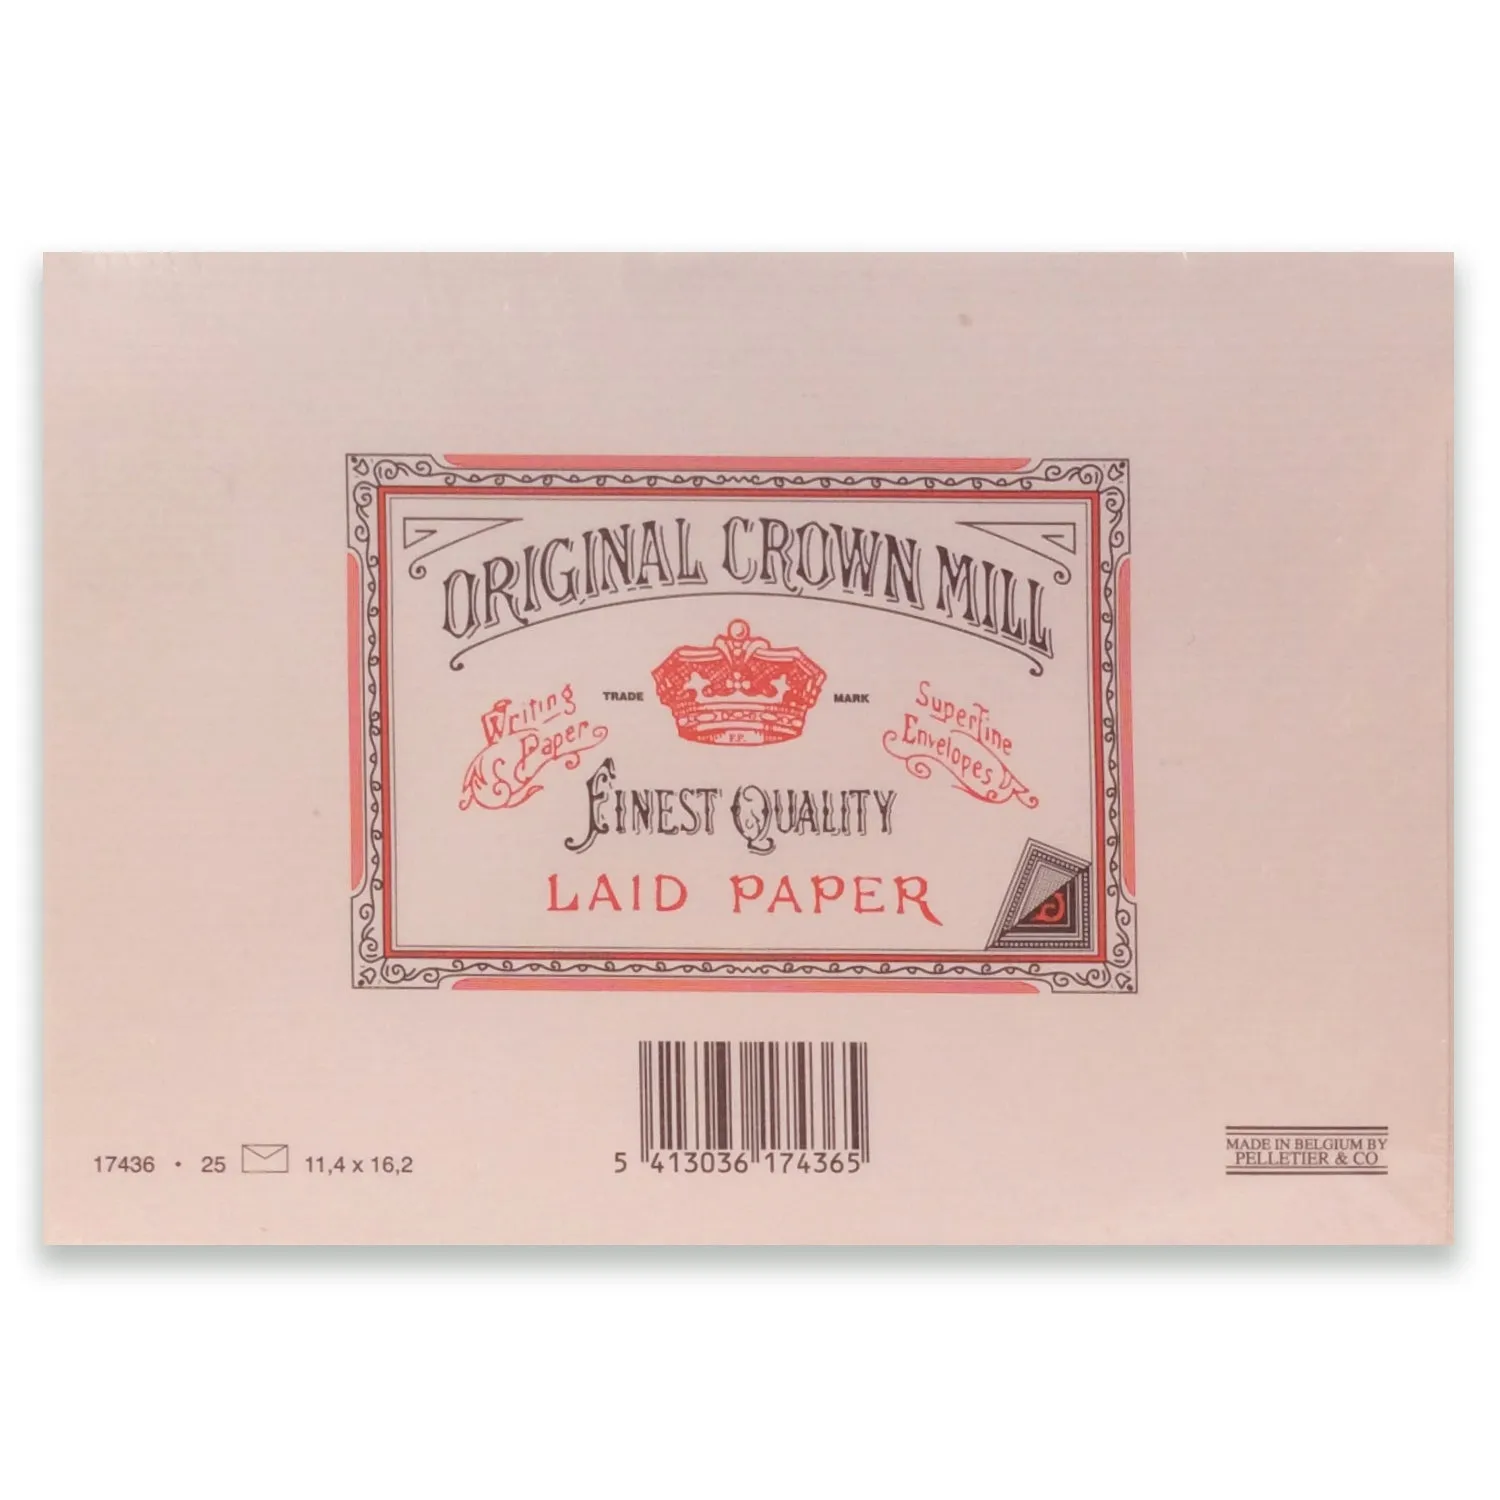 ORIGINAL CROWN MILL
TRADE MARK
Writing
& Paper
Superfine
Envelopes
F.P.
FINEST QUALITY
LAID PAPER
17436 • 25 11,4 x 16,2
5 413036 174365
MADE IN BELGIUM BY
PELLETIER & CO